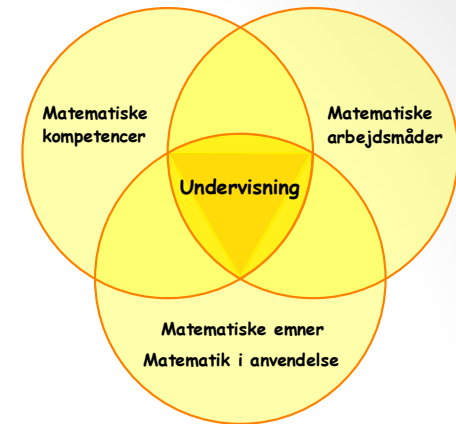 Matematiske
kompetencer
Matematiske
arbejdsmåder
Undervisning
Matematiske emner
Matematik i anvendelse